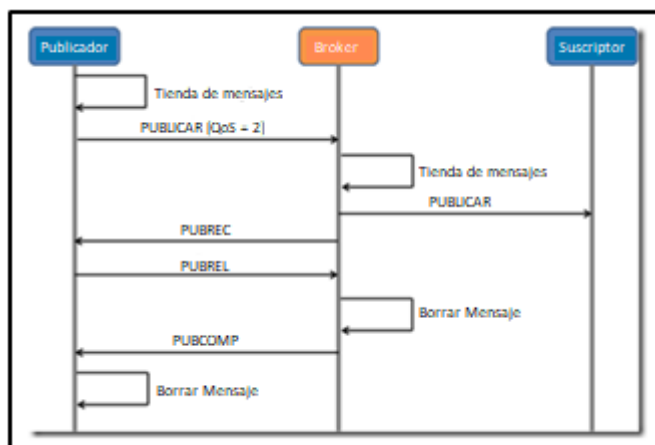 Publicador
Broker
Suscriptor
Tienda de mensajes
PUBLICAR (QoS = 2)
Tienda de mensajes
PUBLICAR
PUBREC
PUBREL
Borrar Mensaje
PUBCOMP
Borrar Mensaje